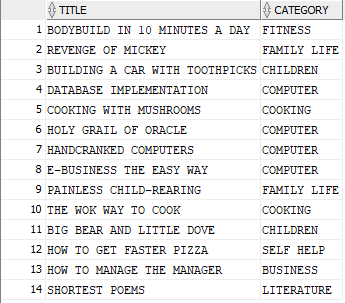 TITLE CATEGORY
1 BODYBUILD IN 10 MINUTES A DAY FITNESS
2 REVENGE OF MICKEY FAMILY LIFE
3 BUILDING A CAR WITH TOOTHPICKS CHILDREN
4 DATABASE IMPLEMENTATION COMPUTER
5 COOKING WITH MUSHROOMS COOKING
6 HOLY GRAIL OF ORACLE COMPUTER
7 HANDCRANKED COMPUTERS COMPUTER
8 E-BUSINESS THE EASY WAY COMPUTER
9 PAINLESS CHILD-REARING FAMILY LIFE
10 THE WOK WAY TO COOK COOKING
11 BIG BEAR AND LITTLE DOVE CHILDREN
12 HOW TO GET FASTER PIZZA SELF HELP
13 HOW TO MANAGE THE MANAGER BUSINESS
14 SHORTEST POEMS LITERATURE